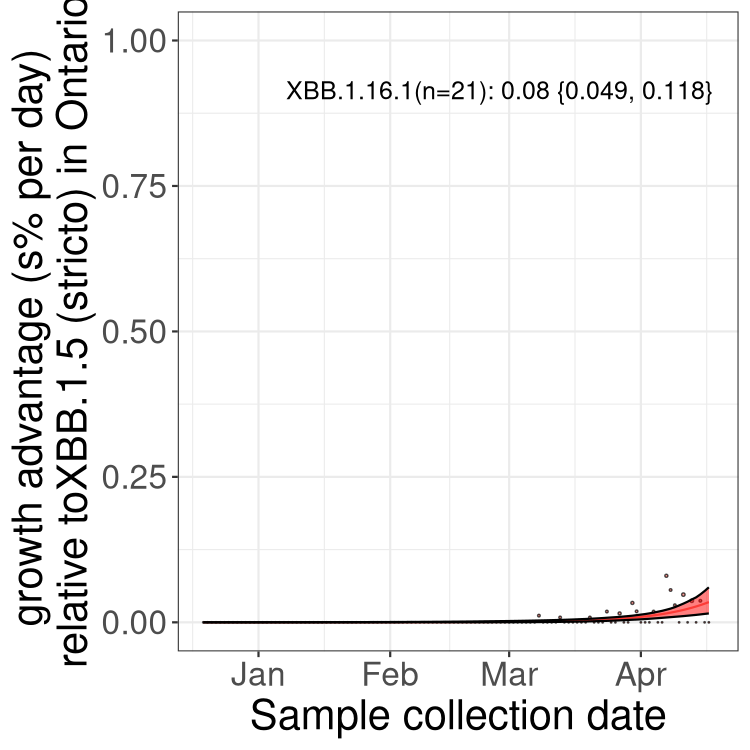 growth advantage (s% per day)
relative toXBB.1.5 (stricto) in Ontario
1.00
0.75
0.50
0.25
0.00
XBB.1.16.1(n=21): 0.08 {0.049, 0.118}
Jan Feb Mar Apr
Sample collection date